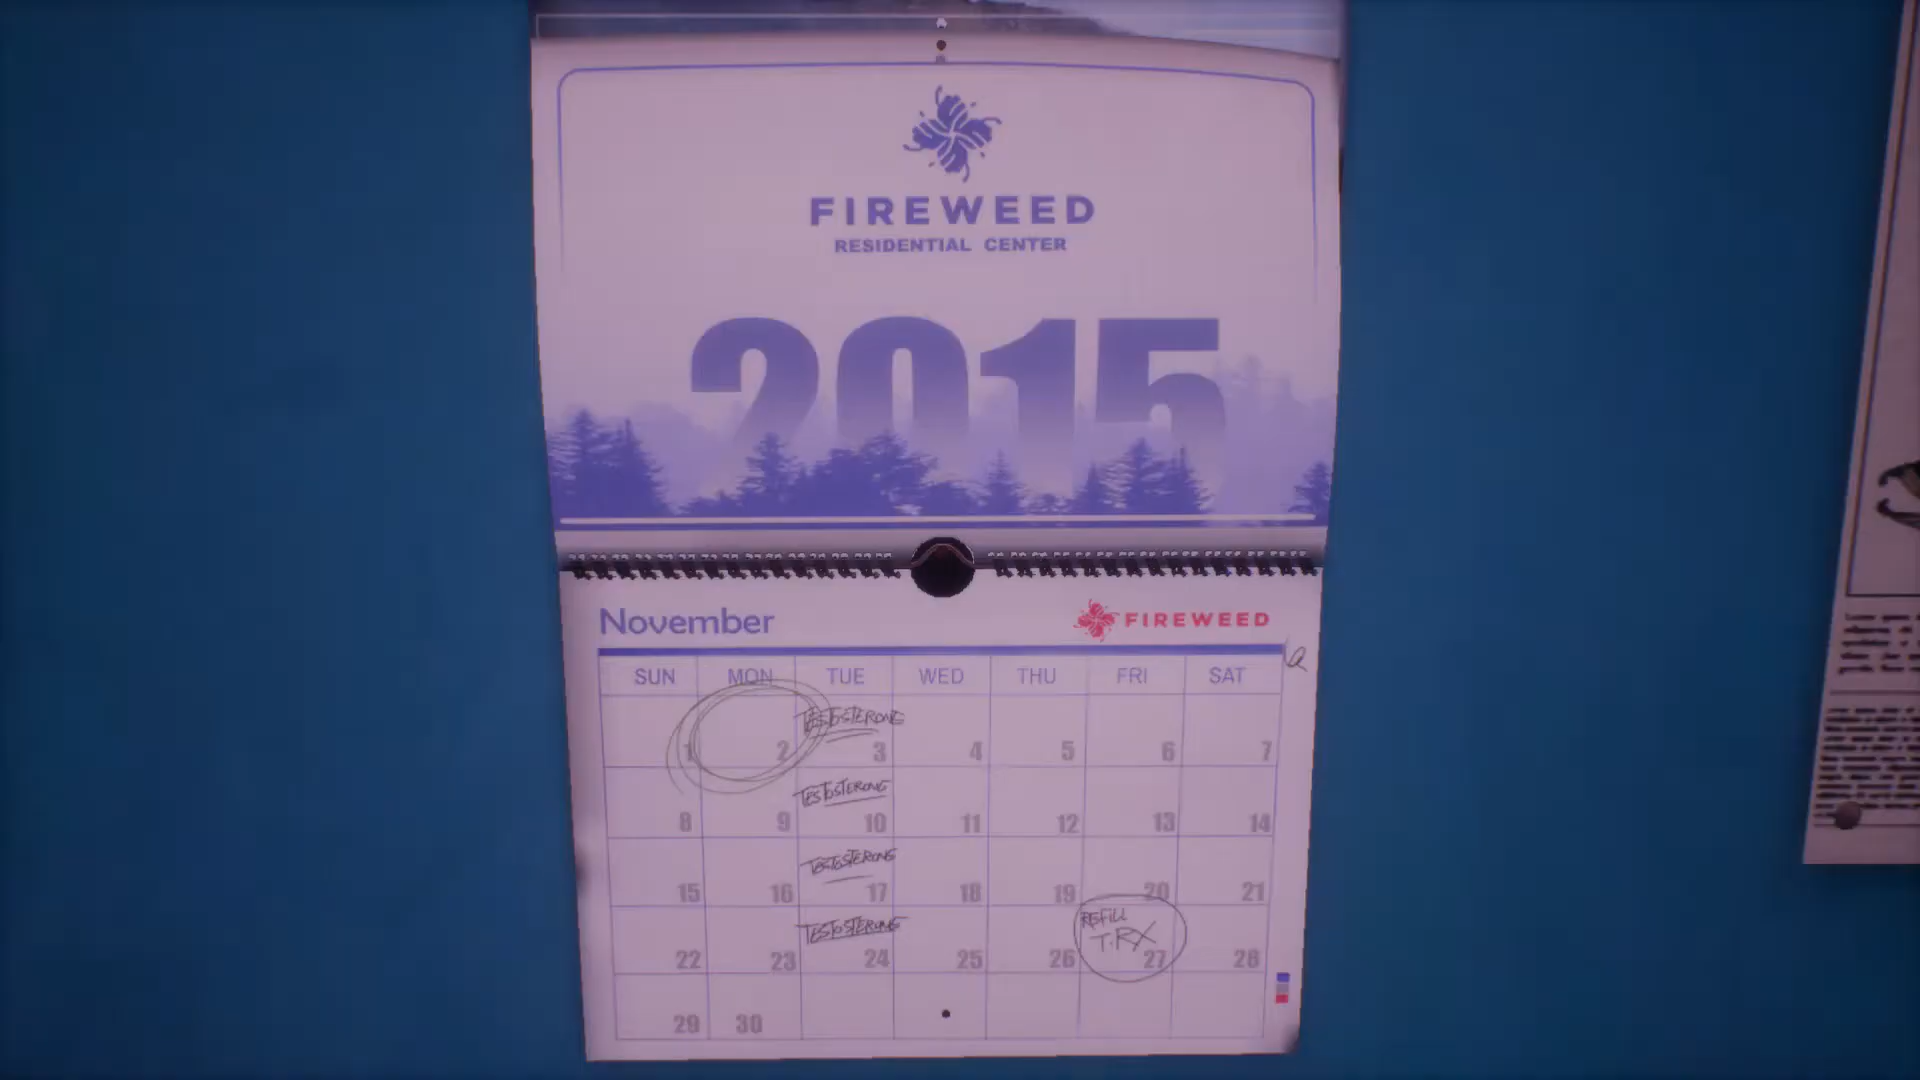 FIREWEED
RESIDENTIAL CENTER
2015
November
FIREWEED
SUN MON TUE WED THU FRI SAT
TESTOSTERONE
1 2 3 4 5 6 7
TESTOSTERONE
8 9 10 11 12 13 14
TESTOSTERONE
15 16 17 18 19 20 21
TESTOSTERONE
REFILL
T-RX
22 23 24 25 26 27 28
29 30